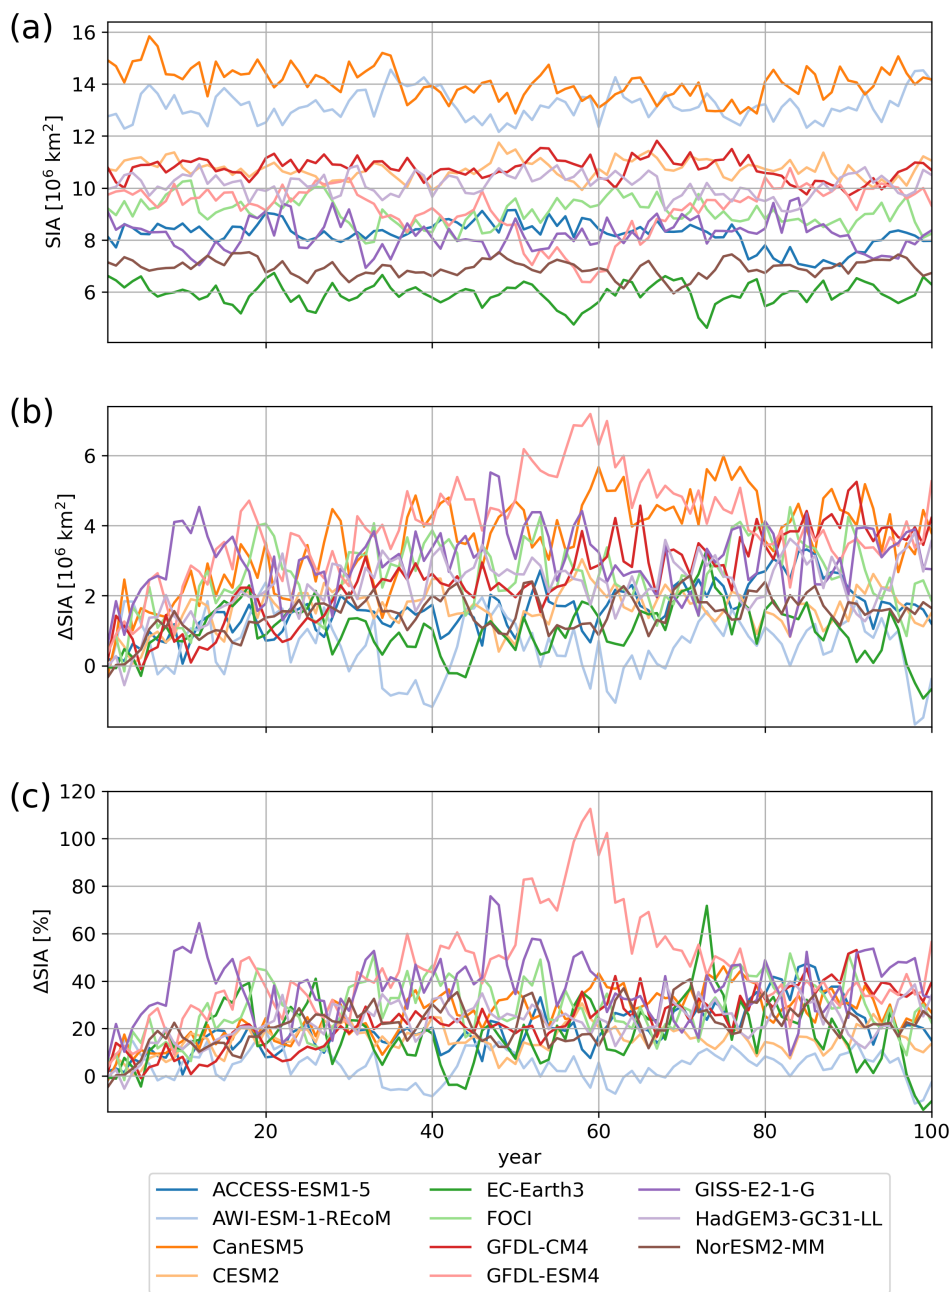 (a)
SIA [10⁶ km²]
16
14
12
10
8
6
(b)
ΔSIA [10⁶ km²]
6
4
2
0
(c)
ΔSIA [%]
120
100
80
60
40
20
0
20 40 60 80 100
year
ACCESS-ESM1-5 EC-Earth3 GISS-E2-1-G
AWI-ESM-1-REcoM FOCI HadGEM3-GC31-LL
CanESM5 GFDL-CM4 NorESM2-MM
CESM2 GFDL-ESM4